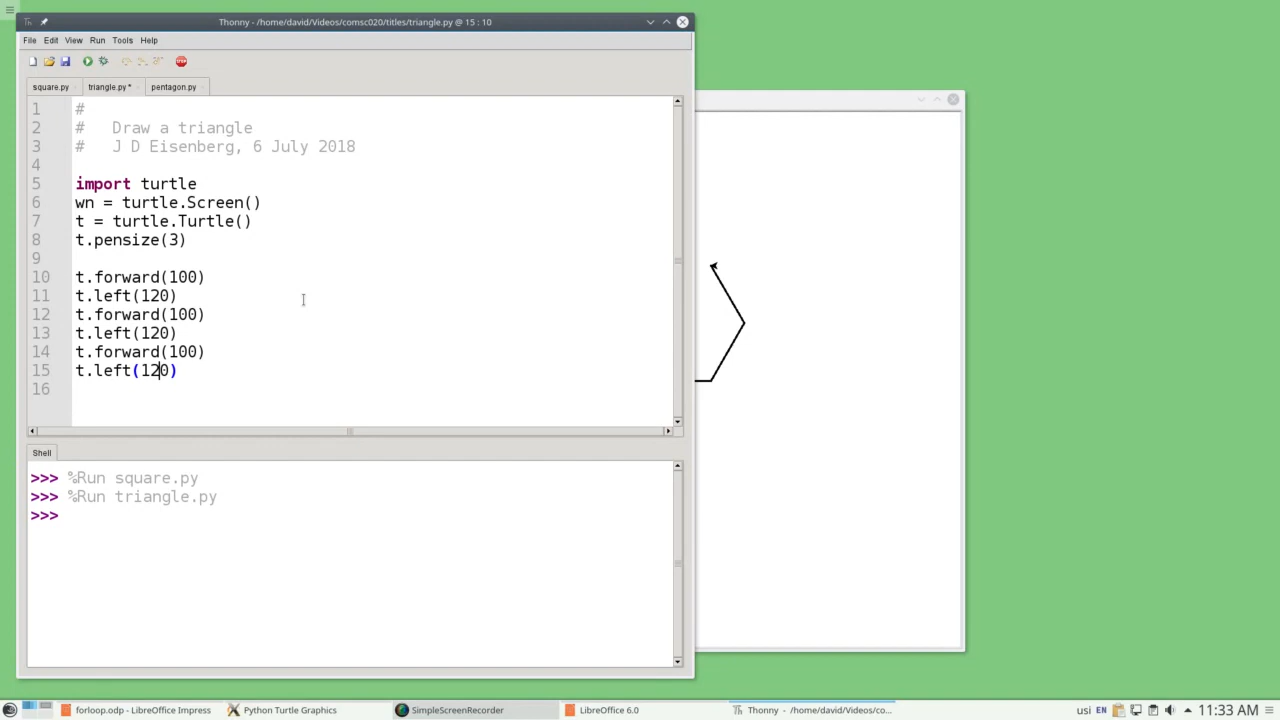 Thonny - /home/david/Videos/comsc020/titles/triangle.py @ 15 : 10
File Edit View Run Tools Help
STOP
square.py triangle.py * pentagon.py
1 #
2 # Draw a triangle
3 # J D Eisenberg, 6 July 2018
4
5 import turtle
6 wn = turtle.Screen()
7 t = turtle.Turtle()
8 t.pensize(3)
9
10 t.forward(100)
11 t.left(120)
12 t.forward(100)
13 t.left(120)
14 t.forward(100)
15 t.left(120)
16
Shell
>>> %Run square.py
>>> %Run triangle.py
>>>
forloop.odp - LibreOffice Impress Python Turtle Graphics SimpleScreenRecorder LibreOffice 6.0 Thonny - /home/david/Videos/co... usi EN 11:33 AM